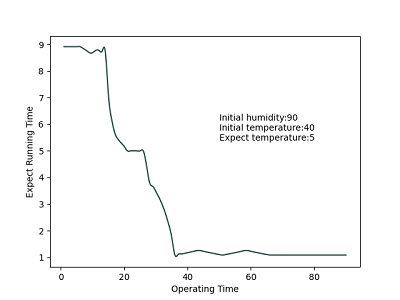 9
8
7
6
5
4
3
2
1
Expect Running Time
Initial humidity:90
Initial temperature:40
Expect temperature:5
0 20 40 60 80
Operating Time